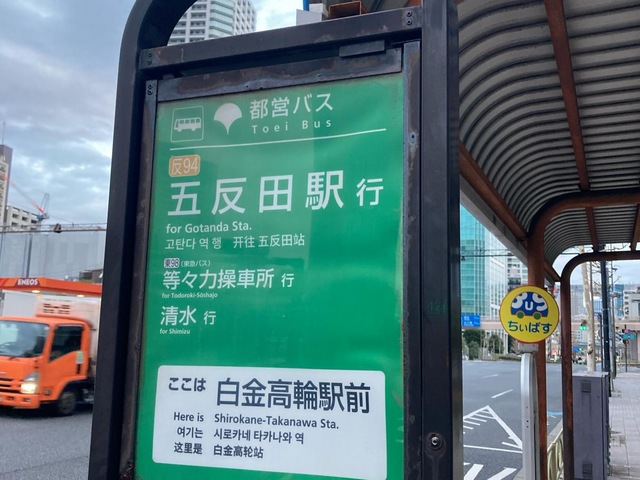 都営バス
Toei Bus
反94
五反田駅 行
for Gotanda Sta.
고탄다 역 행 开往 五反田站
東98 (東急バス)
等々力操車所 行
for Todoroki-Sōshajo
清水 行
for Shimizu
ここは 白金高輪駅前
Here is Shirokane-Takanawa Sta.
여기는 시로카네 타카나와 역
这里是 白金高轮站
ENEOS
ちぃばす